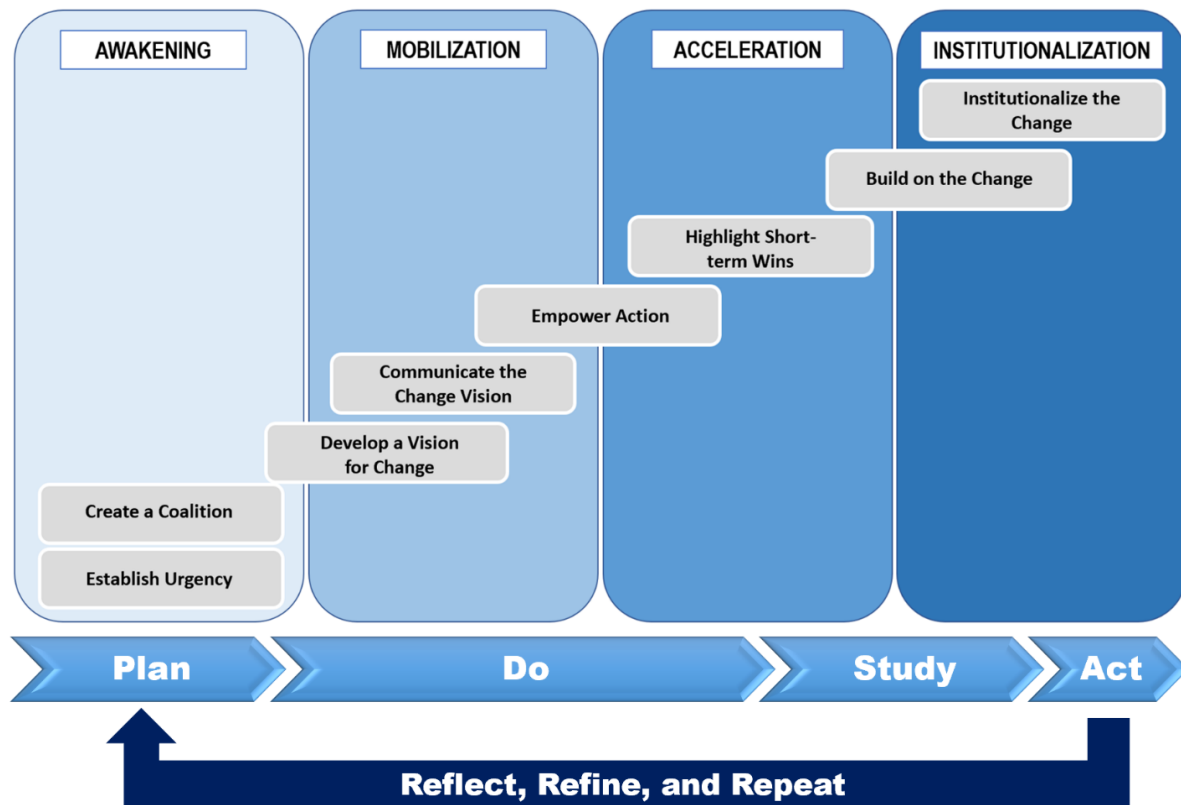 AWAKENING
MOBILIZATION
ACCELERATION
INSTITUTIONALIZATION
Institutionalize the
Change
Build on the Change
Highlight Short-
term Wins
Empower Action
Communicate the
Change Vision
Develop a Vision
for Change
Create a Coalition
Establish Urgency
Plan
Do
Study
Act
Reflect, Refine, and Repeat